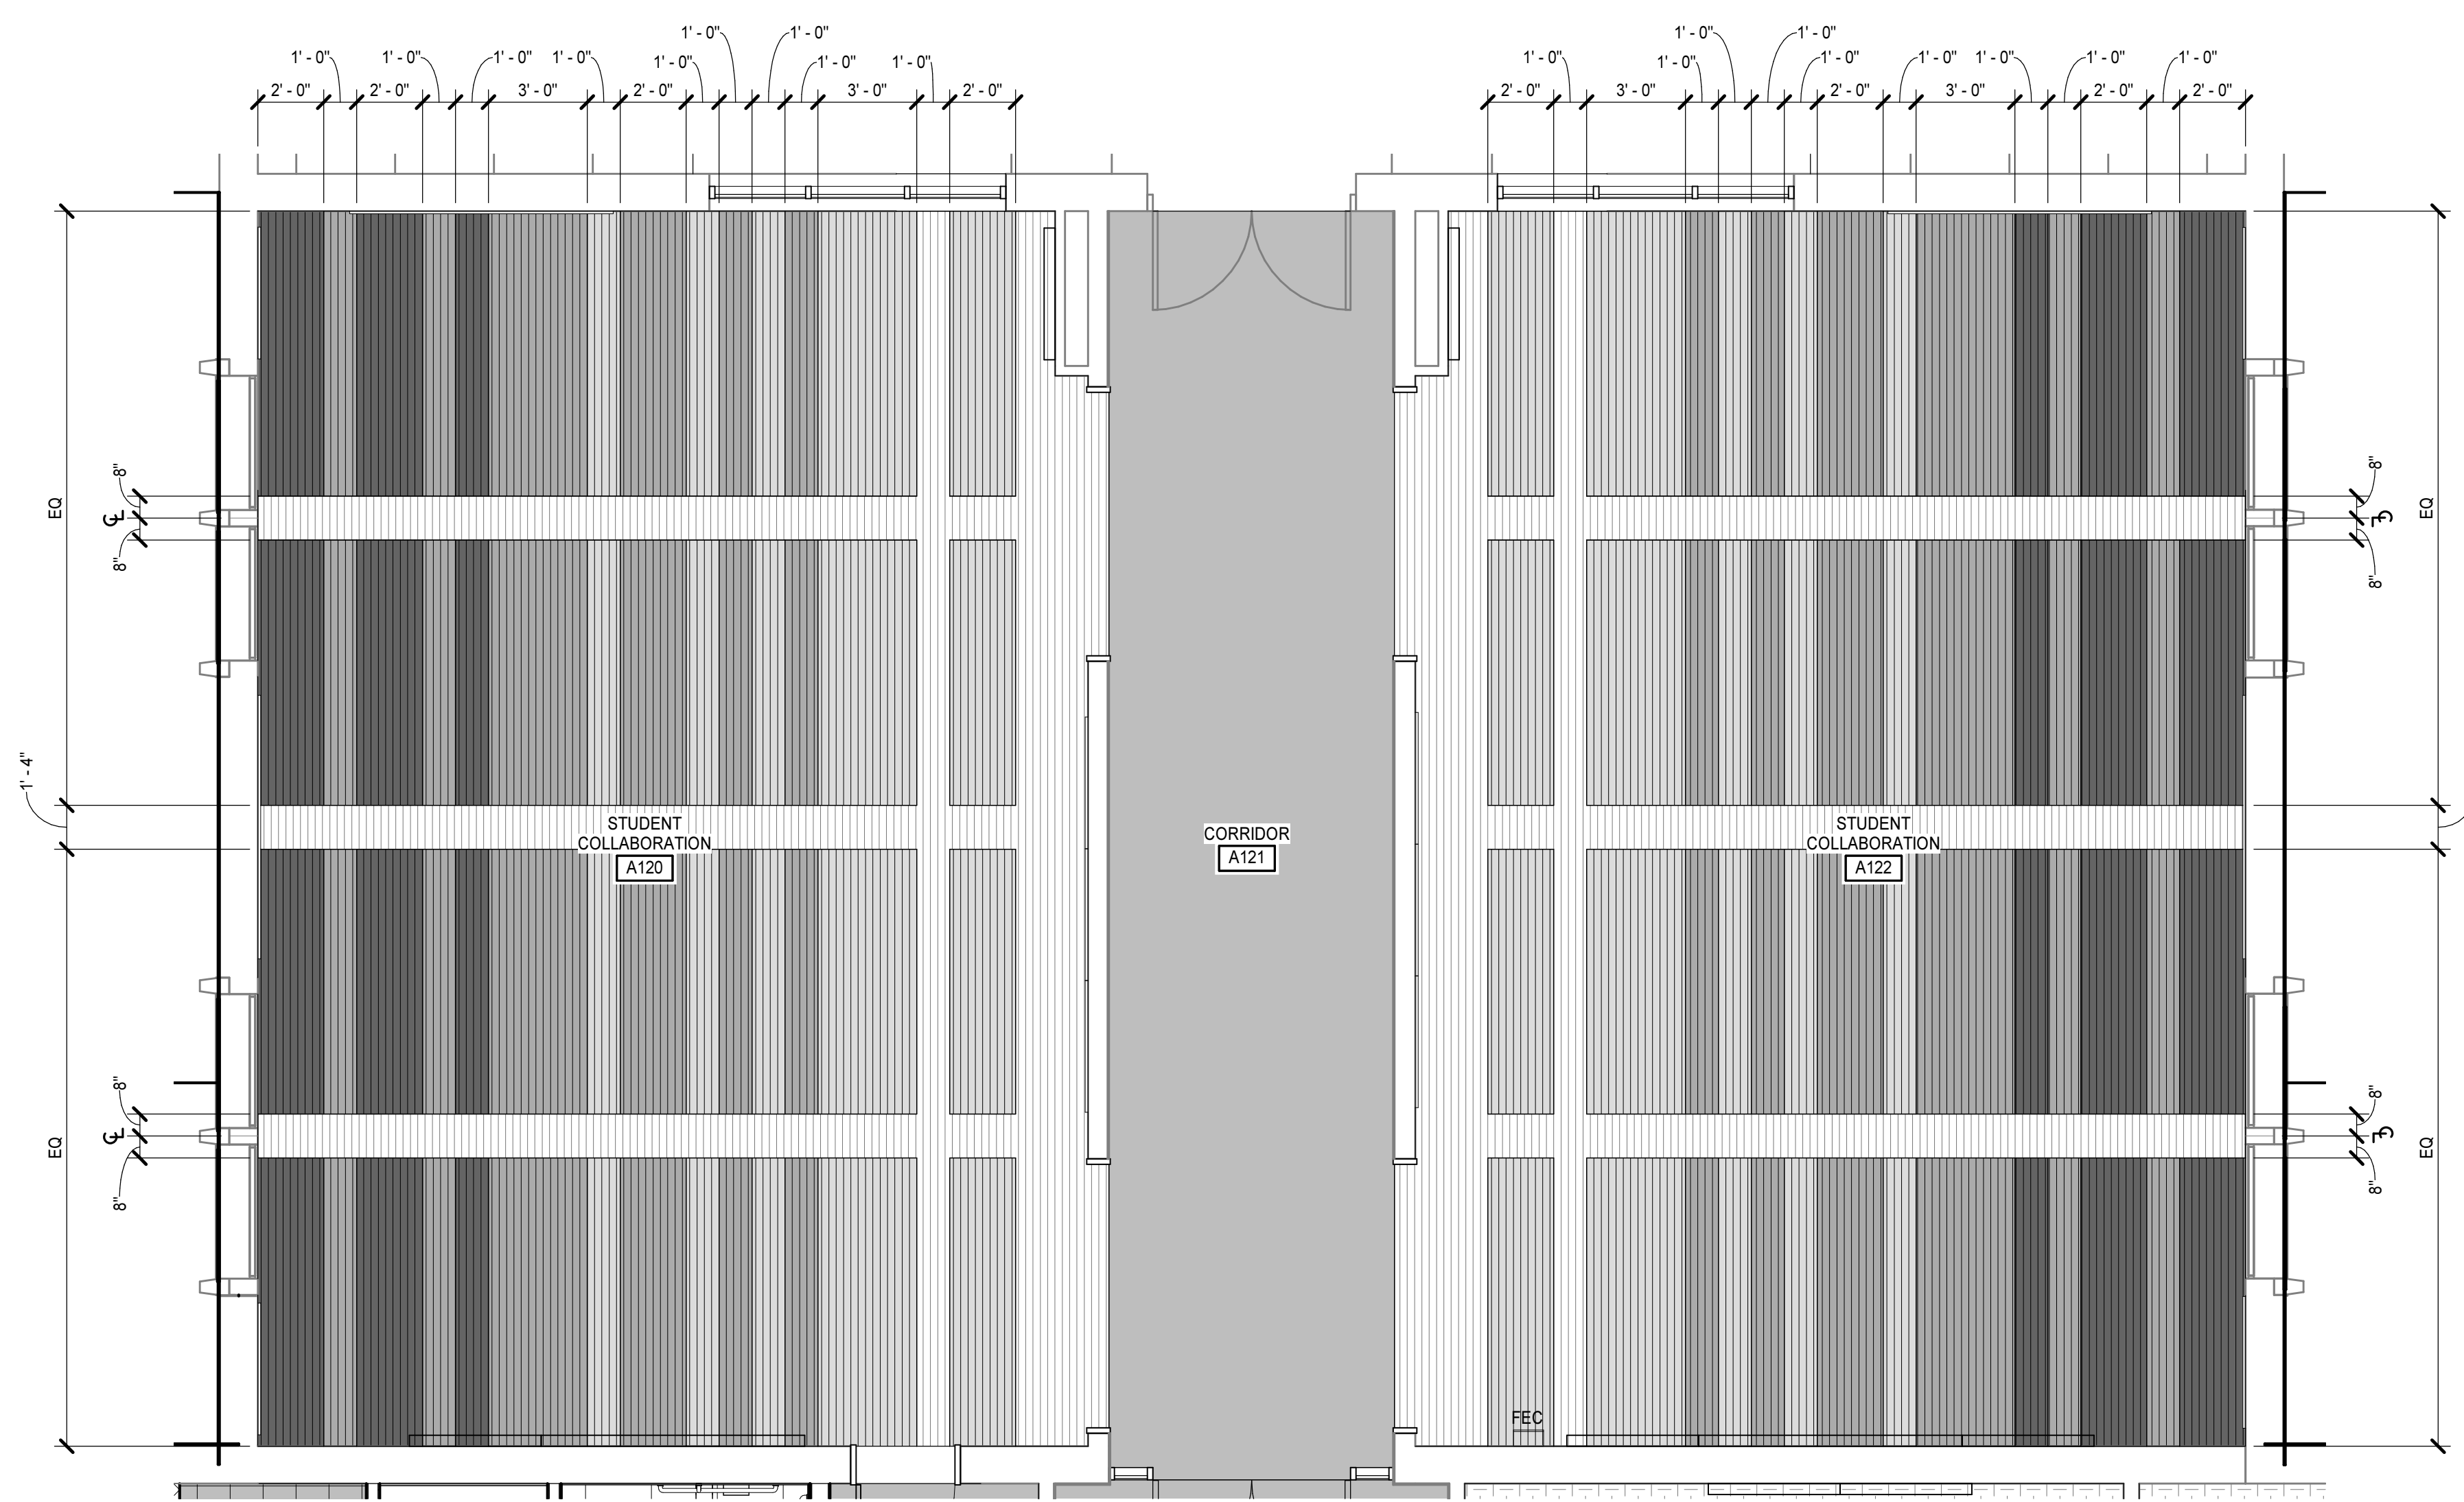 1' - 0" 1' - 0" 1' - 0" 1' - 0"
1' - 0" 1' - 0" 1' - 0" 1' - 0" 1' - 0" 1' - 0" 1' - 0" 1' - 0" 1' - 0"
1' - 0" 1' - 0" 1' - 0" 1' - 0" 1' - 0"
2' - 0" 2' - 0" 3' - 0" 2' - 0" 3' - 0" 2' - 0" 2' - 0" 3' - 0" 2' - 0" 3' - 0" 2' - 0" 2' - 0"
8" 8"
EQ CL CL EQ
8" 8"
1' - 4"
STUDENT
COLLABORATION
A120
CORRIDOR
A121
STUDENT
COLLABORATION
A122
8" 8"
EQ CL CL EQ
8" 8"
FEC